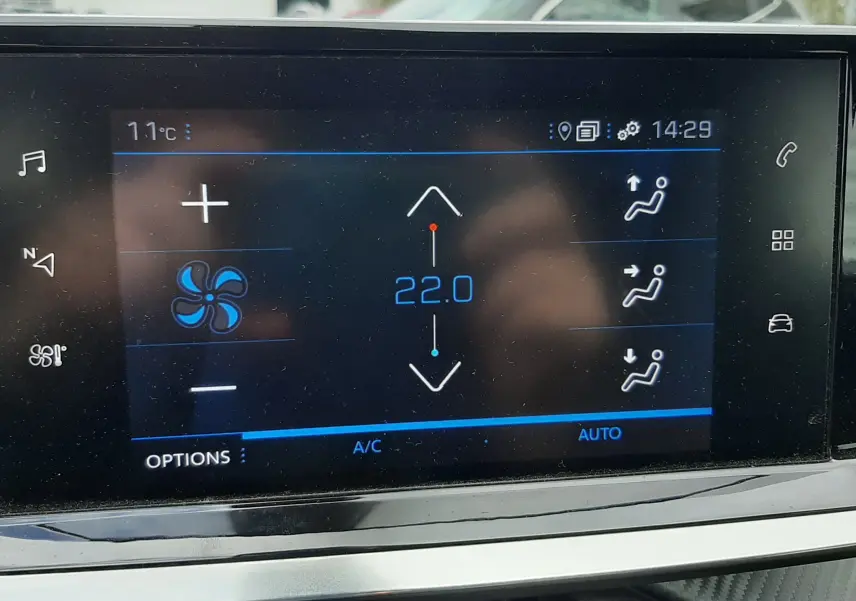 11°C
14:29
N
22.0
A/C
AUTO
OPTIONS